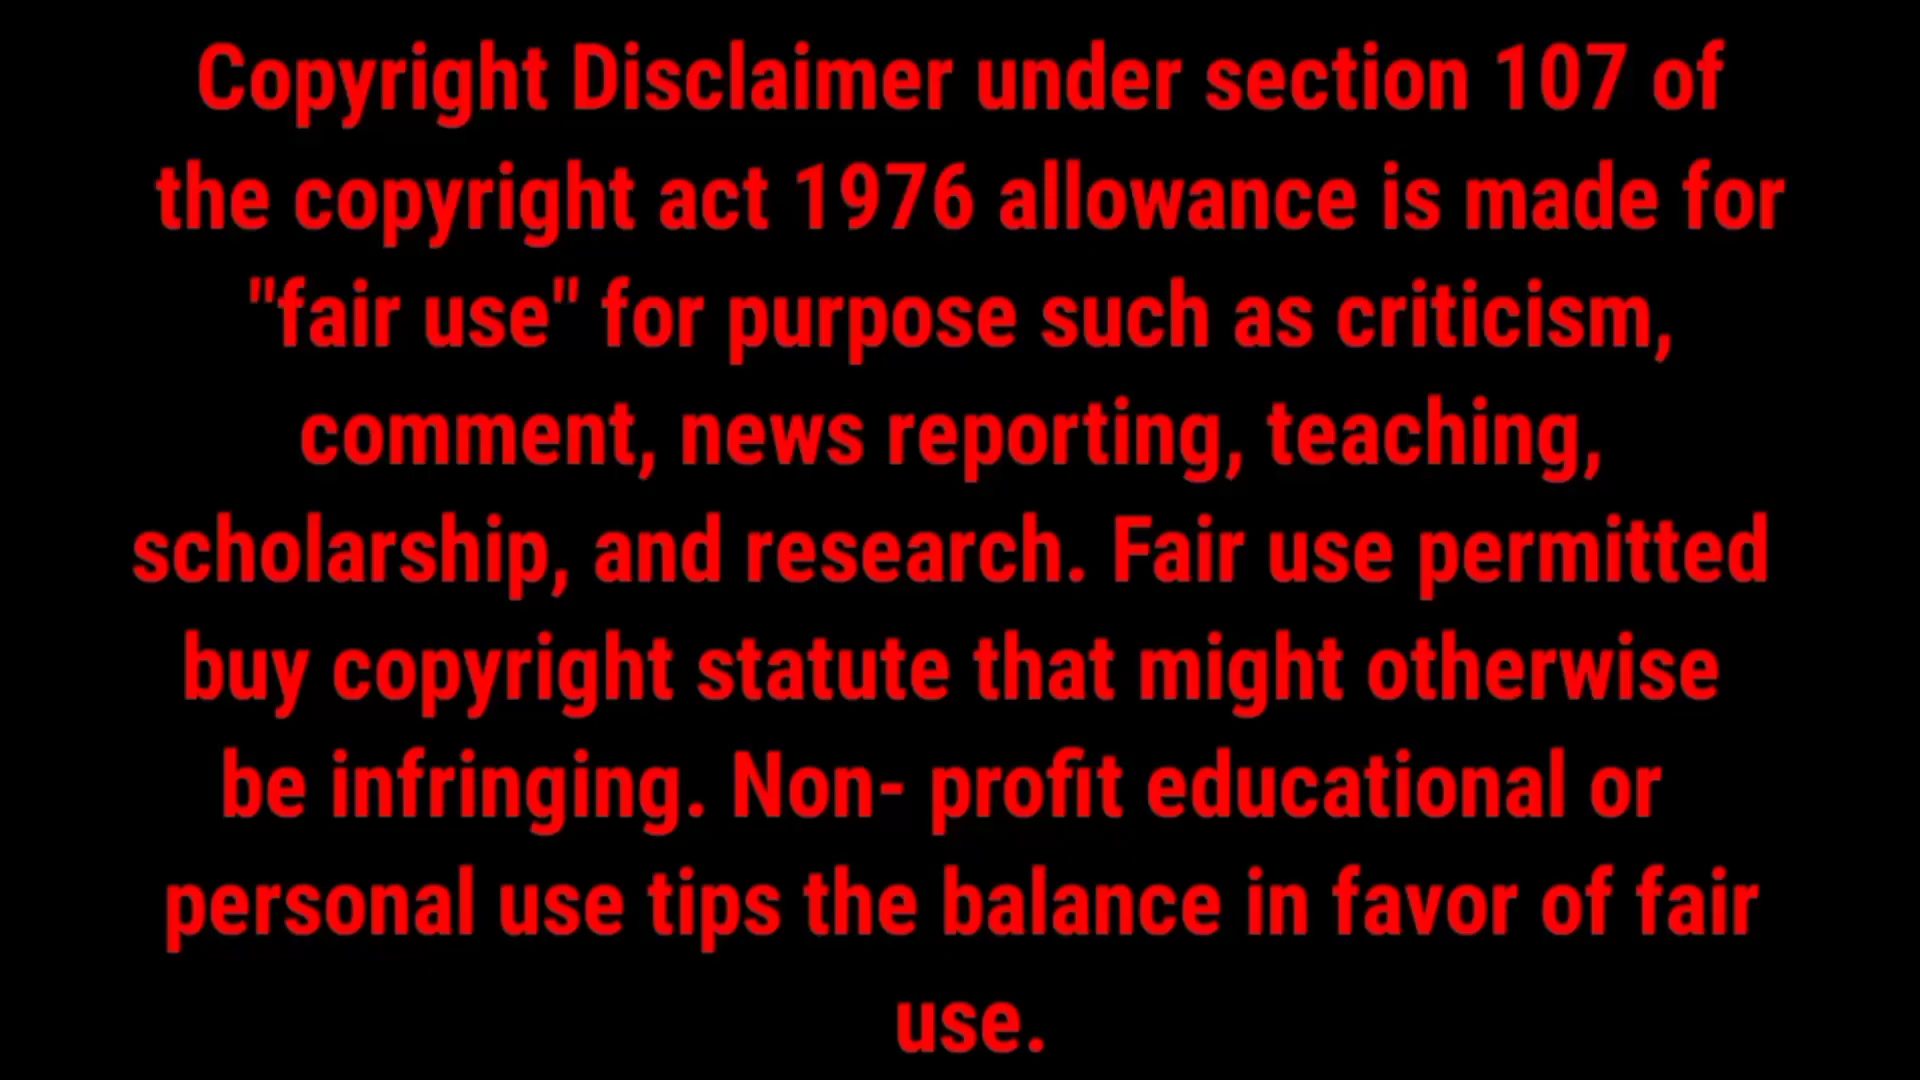 Copyright Disclaimer under section 107 of
the copyright act 1976 allowance is made for
"fair use" for purpose such as criticism,
comment, news reporting, teaching,
scholarship, and research. Fair use permitted
buy copyright statute that might otherwise
be infringing. Non- profit educational or
personal use tips the balance in favor of fair
use.